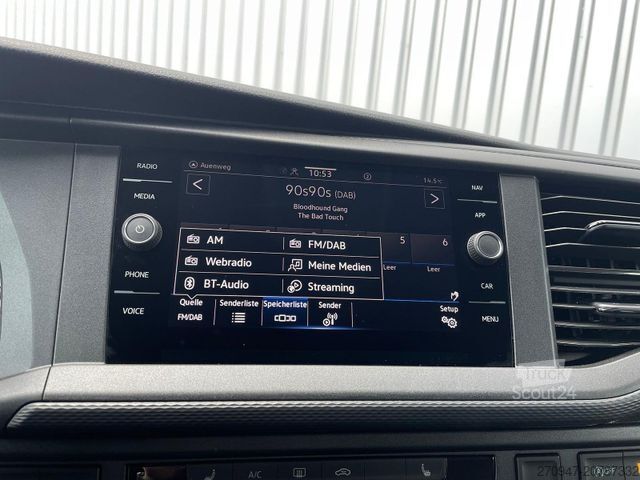 RADIO
MEDIA
PHONE
VOICE
Auenweg
10:53
14.5°C
90s90s (DAB)
Bloodhound Gang
The Bad Touch
AM
FM/DAB
Webradio
Meine Medien
BT-Audio
Streaming
5
6
Leer
Leer
Quelle
FM/DAB
Senderliste
Speicherliste
Sender
Setup
NAV
APP
CAR
MENU
A/C
OFF
Truck
Scout24